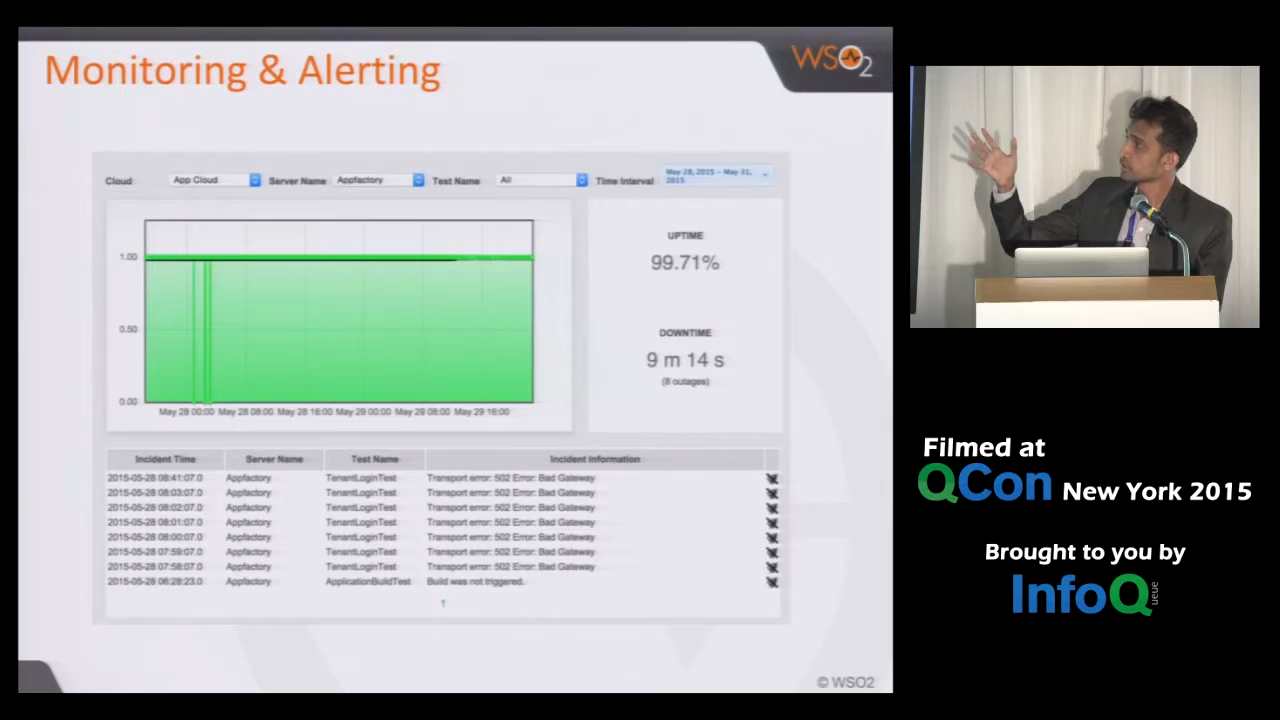 Monitoring & Alerting
WSO2
Cloud App Cloud Server Name Appfactory Test Name All Time Interval May 28, 2015 - May 31, 2015
1.00
0.50
0.00
May 28 00:00 May 28 08:00 May 28 16:00 May 29 00:00 May 29 08:00 May 29 16:00
UPTIME
99.71%
DOWNTIME
9 m 14 s
(8 outages)
Incident Time Server Name Test Name Incident Information
2015-05-28 08:41:07.0 Appfactory TenantLoginTest Transport error: 502 Error: Bad Gateway
2015-05-28 08:03:07.0 Appfactory TenantLoginTest Transport error: 502 Error: Bad Gateway
2015-05-28 08:02:07.0 Appfactory TenantLoginTest Transport error: 502 Error: Bad Gateway
2015-05-28 08:01:07.0 Appfactory TenantLoginTest Transport error: 502 Error: Bad Gateway
2015-05-28 08:00:07.0 Appfactory TenantLoginTest Transport error: 502 Error: Bad Gateway
2015-05-28 07:59:07.0 Appfactory TenantLoginTest Transport error: 502 Error: Bad Gateway
2015-05-28 07:58:07.0 Appfactory TenantLoginTest Transport error: 502 Error: Bad Gateway
2015-05-28 06:28:23.0 Appfactory ApplicationBuildTest Build was not triggered.
1
© WSO2
Filmed at
QCon New York 2015
Brought to you by
InfoQueue